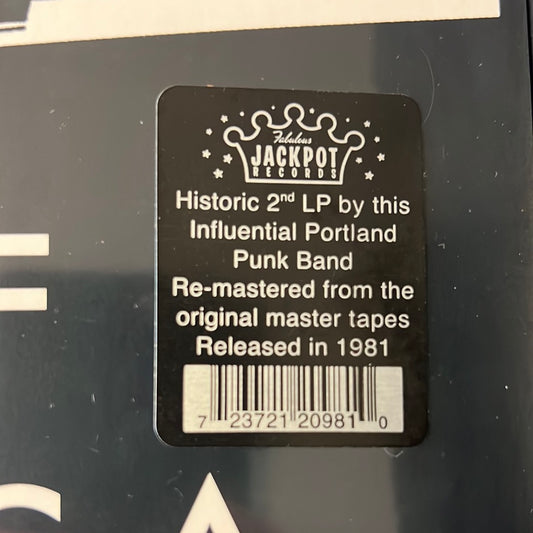 Fabulous
JACKPOT
RECORDS
Historic 2nd LP by this
Influential Portland
Punk Band
Re-mastered from the
original master tapes
Released in 1981
7 23721 20981 0